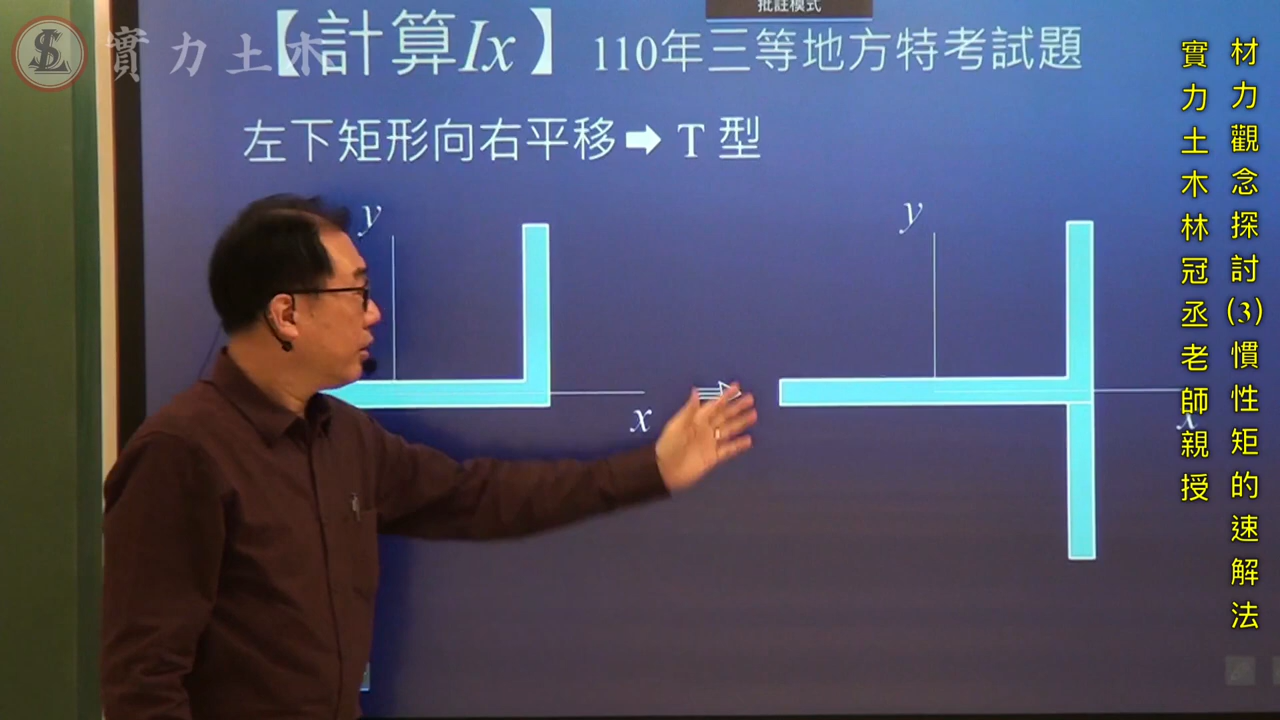 批註模式
實力土木
【計算Ix】110年三等地方特考試題
左下矩形向右平移➡T型
y
x
y
x
材力觀念探討(3)慣性矩的速解法
實力土木林冠丞老師親授